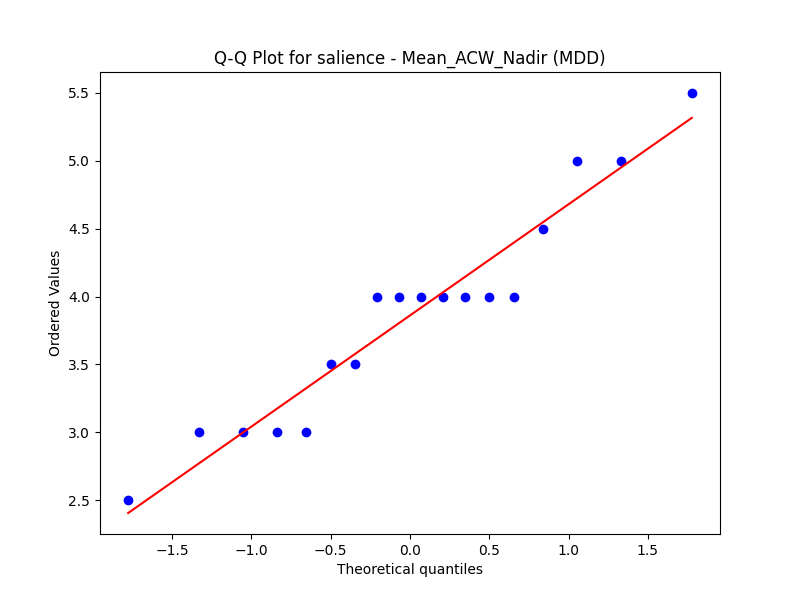 Q-Q Plot for salience - Mean_ACW_Nadir (MDD)
5.5
5.0
4.5
4.0
3.5
3.0
2.5
Ordered Values
−1.5 −1.0 −0.5 0.0 0.5 1.0 1.5
Theoretical quantiles